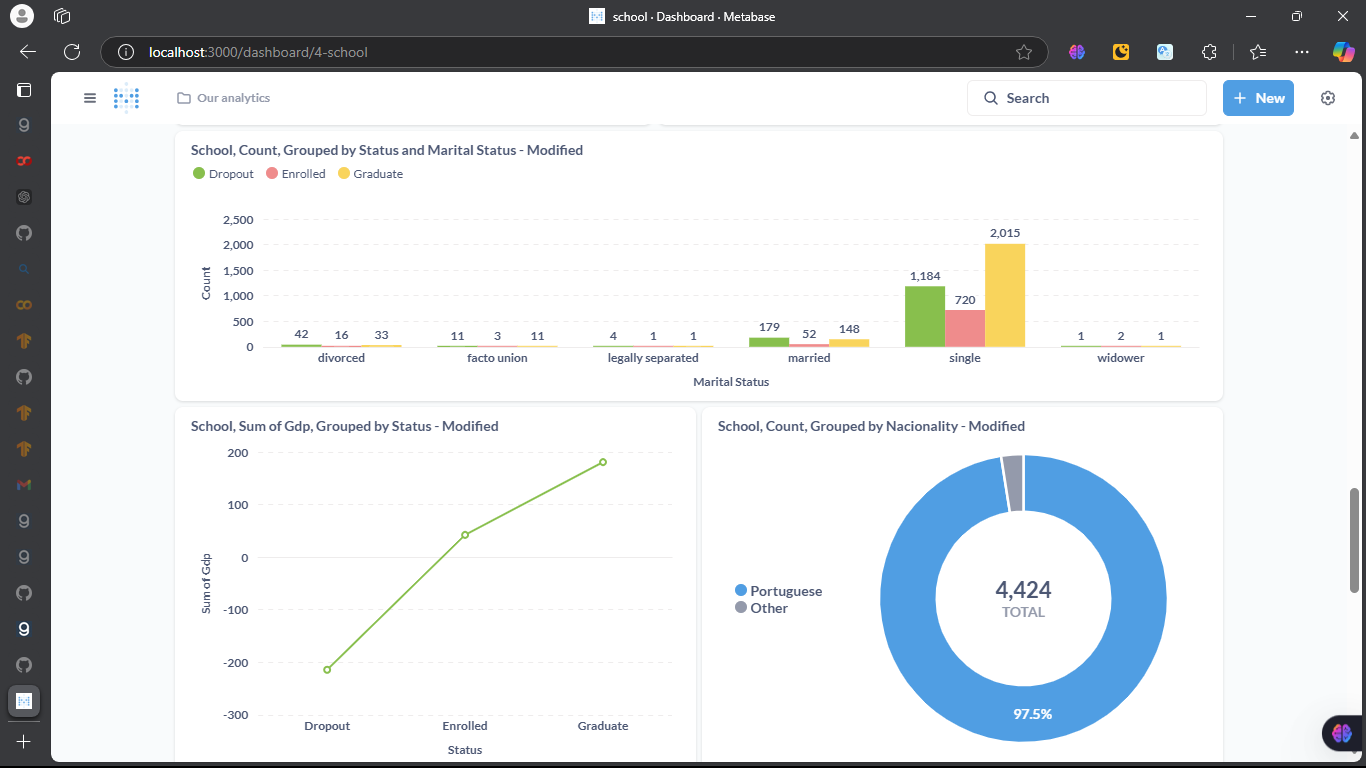 school · Dashboard · Metabase
localhost:3000/dashboard/4-school
Our analytics
Search
+ New
School, Count, Grouped by Status and Marital Status - Modified
Dropout Enrolled Graduate
2,500
2,000
1,500
1,000
500
0
Count
42 16 33
11 3 11
4 1 1
179 52 148
1,184 720 2,015
1 2 1
divorced facto union legally separated married single widower
Marital Status
School, Sum of Gdp, Grouped by Status - Modified
200
100
0
-100
-200
-300
Sum of Gdp
Dropout Enrolled Graduate
Status
School, Count, Grouped by Nacionality - Modified
Portuguese
Other
4,424
TOTAL
97.5%